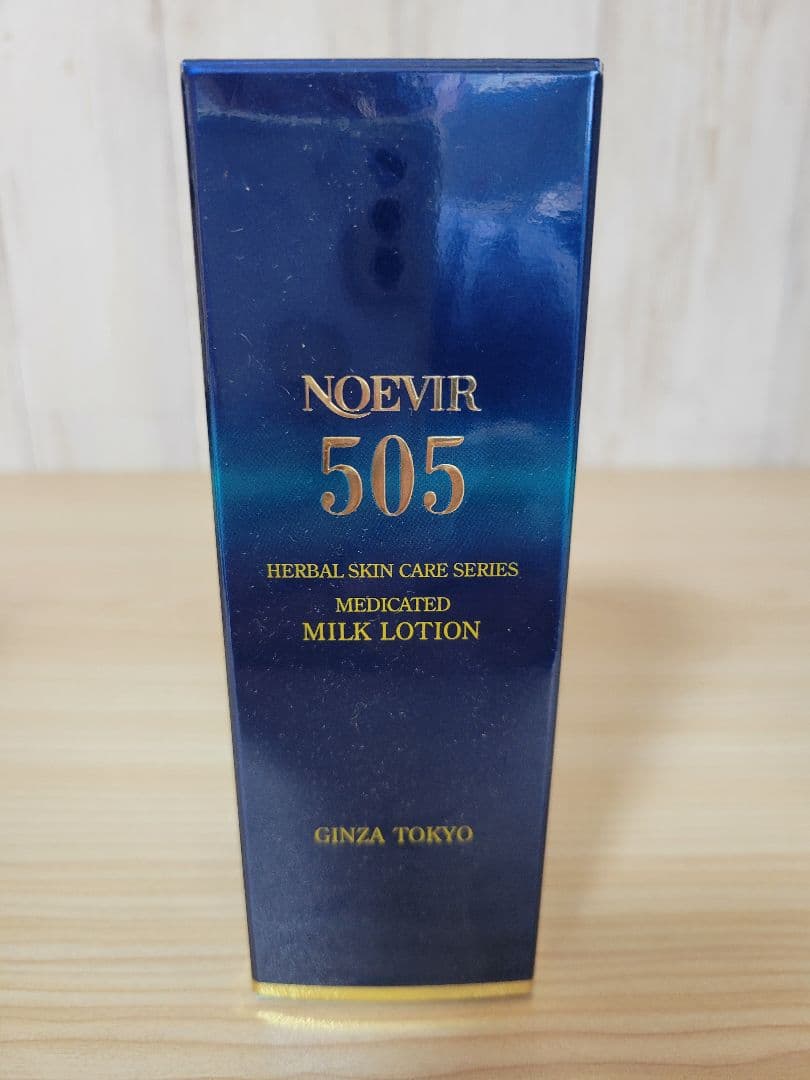 NOEVIR
505
HERBAL SKIN CARE SERIES
MEDICATED
MILK LOTION
GINZA TOKYO